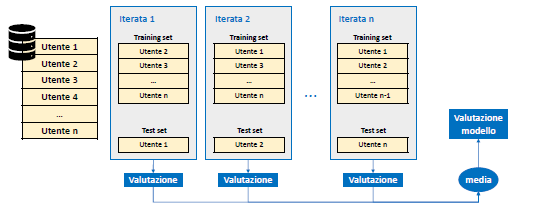 Utente 1
Utente 2
Utente 3
Utente 4
...
Utente n
Iterata 1
Training set
Utente 2
Utente 3
...
Utente n
Test set
Utente 1
Valutazione
Iterata 2
Training set
Utente 1
Utente 3
...
Utente n
Test set
Utente 2
Valutazione
...
Iterata n
Training set
Utente 1
Utente 2
...
Utente n-1
Test set
Utente n
Valutazione
Valutazione
modello
media